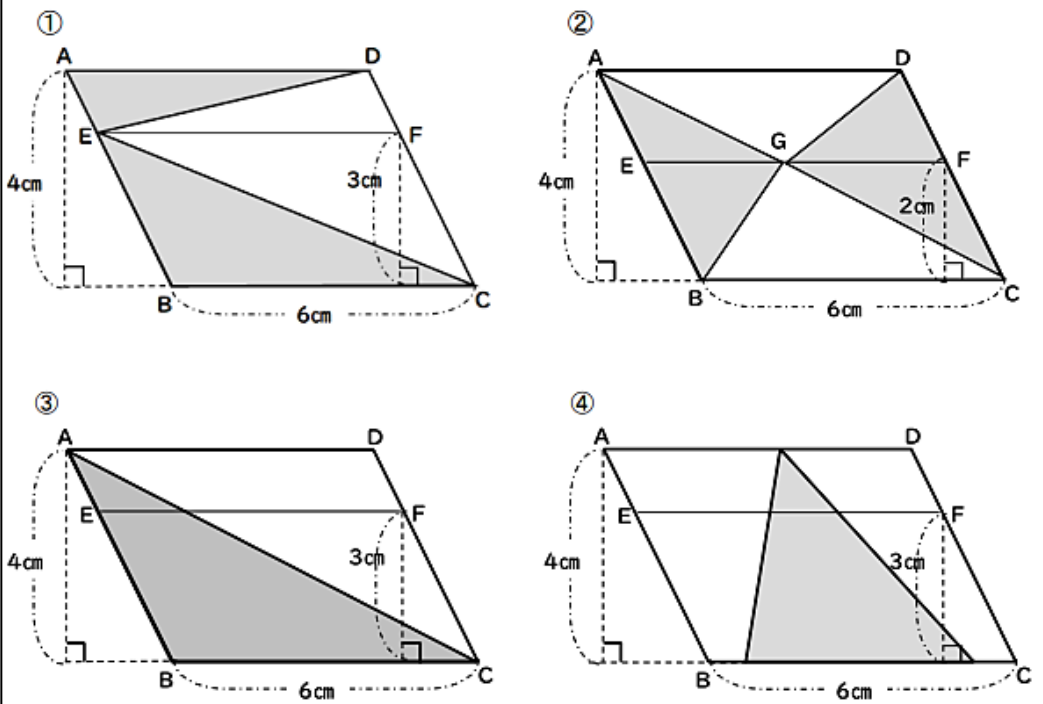 ①
A D
E F
4cm 3cm
B C
6cm
②
A D
G
E F
4cm 2cm
B C
6cm
③
A D
E F
4cm 3cm
B C
6cm
④
A D
E F
4cm 3cm
B C
6cm